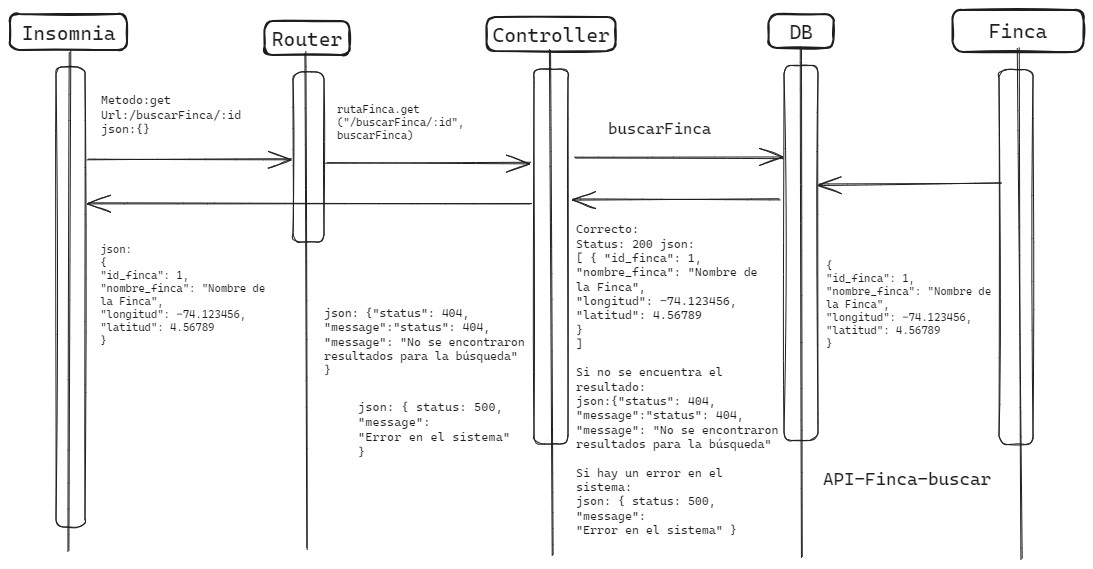 Insomnia
Router
Controller
DB
Finca
Metodo:get
Url:/buscarFinca/:id
json:{}
rutaFinca.get
("/buscarFinca/:id",
buscarFinca)
buscarFinca
json:
{
"id_finca": 1,
"nombre_finca": "Nombre de
la Finca",
"longitud": -74.123456,
"latitud": 4.56789
}
json: {"status": 404,
"message":"status": 404,
"message": "No se encontraron
resultados para la búsqueda"
}
json: { status: 500,
"message":
"Error en el sistema"
}
Correcto:
Status: 200 json:
[ { "id_finca": 1,
"nombre_finca": "Nombre de
la Finca",
"longitud": -74.123456,
"latitud": 4.56789
}
]
Si no se encuentra el
resultado:
json:{"status": 404,
"message":"status": 404,
"message": "No se encontraron
resultados para la búsqueda"
Si hay un error en el
sistema:
json: { status: 500,
"message":
"Error en el sistema" }
{
"id_finca": 1,
"nombre_finca": "Nombre de
la Finca",
"longitud": -74.123456,
"latitud": 4.56789
}
API-Finca-buscar